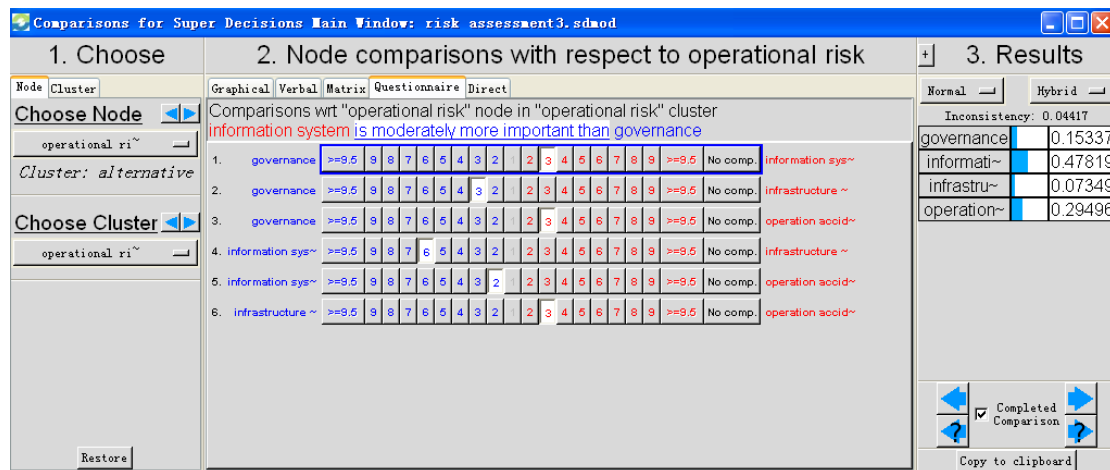 Comparisons for Super Decisions Main Window: risk assessment3.sdmod
1. Choose
Node Cluster
Choose Node
operational ri~
Cluster: alternative
Choose Cluster
operational ri~
Restore
2. Node comparisons with respect to operational risk
Graphical Verbal Matrix Questionnaire Direct
Comparisons wrt "operational risk" node in "operational risk" cluster
information system is moderately more important than governance
1. governance >=9.5 9 8 7 6 5 4 3 2 1 2 3 4 5 6 7 8 9 >=9.5 No comp. information sys~
2. governance >=9.5 9 8 7 6 5 4 3 2 1 2 3 4 5 6 7 8 9 >=9.5 No comp. infrastructure ~
3. governance >=9.5 9 8 7 6 5 4 3 2 1 2 3 4 5 6 7 8 9 >=9.5 No comp. operation accid~
4. information sys~ >=9.5 9 8 7 6 5 4 3 2 1 2 3 4 5 6 7 8 9 >=9.5 No comp. infrastructure ~
5. information sys~ >=9.5 9 8 7 6 5 4 3 2 1 2 3 4 5 6 7 8 9 >=9.5 No comp. operation accid~
6. infrastructure ~ >=9.5 9 8 7 6 5 4 3 2 1 2 3 4 5 6 7 8 9 >=9.5 No comp. operation accid~
+ 3. Results
Normal Hybrid
Inconsistency: 0.04417
governance 0.15337
informati~ 0.47819
infrastru~ 0.07349
operation~ 0.29496
Completed
Comparison
? ?
Copy to clipboard